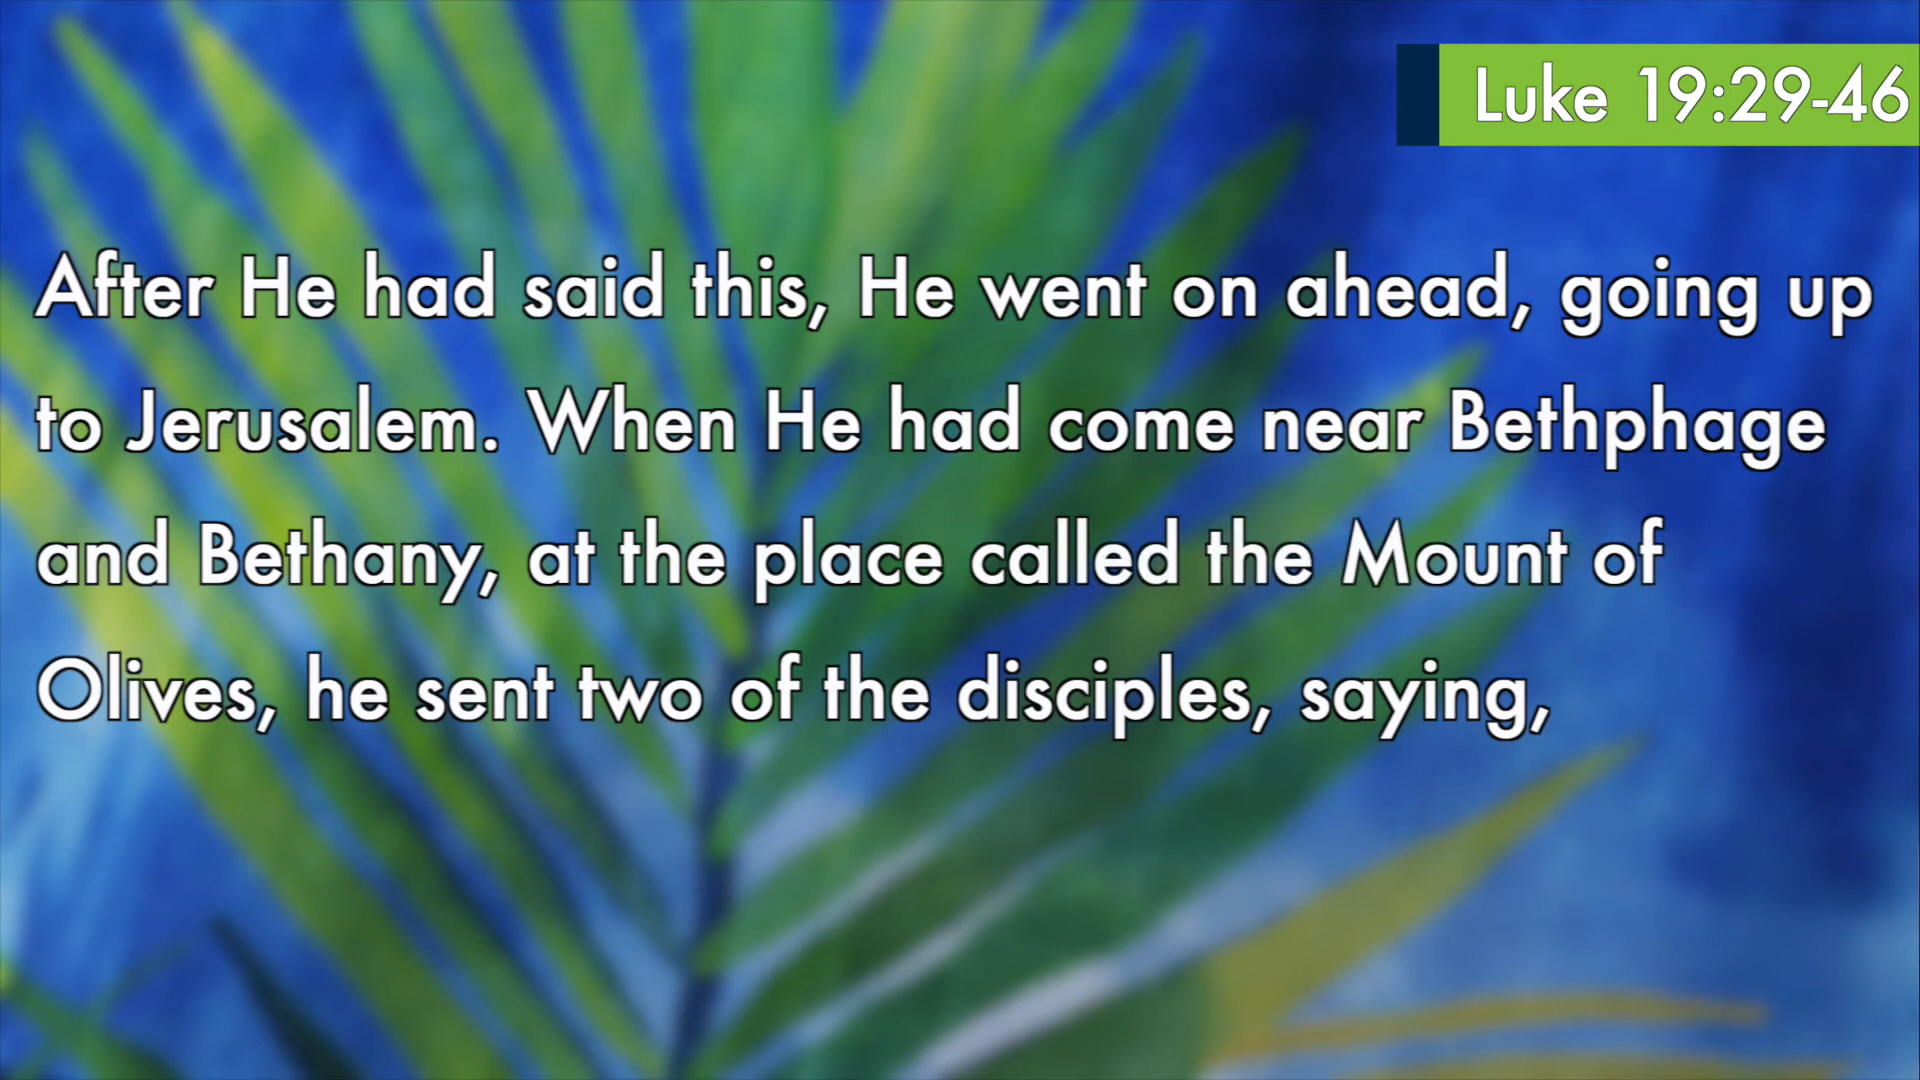 Luke 19:29-46
After He had said this, He went on ahead, going up
to Jerusalem. When He had come near Bethphage
and Bethany, at the place called the Mount of
Olives, he sent two of the disciples, saying,